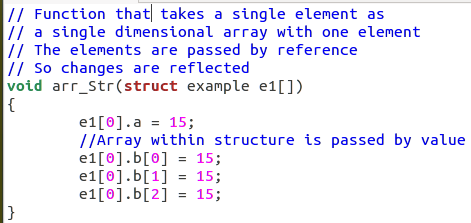 // Function that takes a single element as
// a single dimensional array with one element
// The elements are passed by reference
// So changes are reflected
void arr_Str(struct example e1[])
{
        e1[0].a = 15;
        //Array within structure is passed by value
        e1[0].b[0] = 15;
        e1[0].b[1] = 15;
        e1[0].b[2] = 15;
}